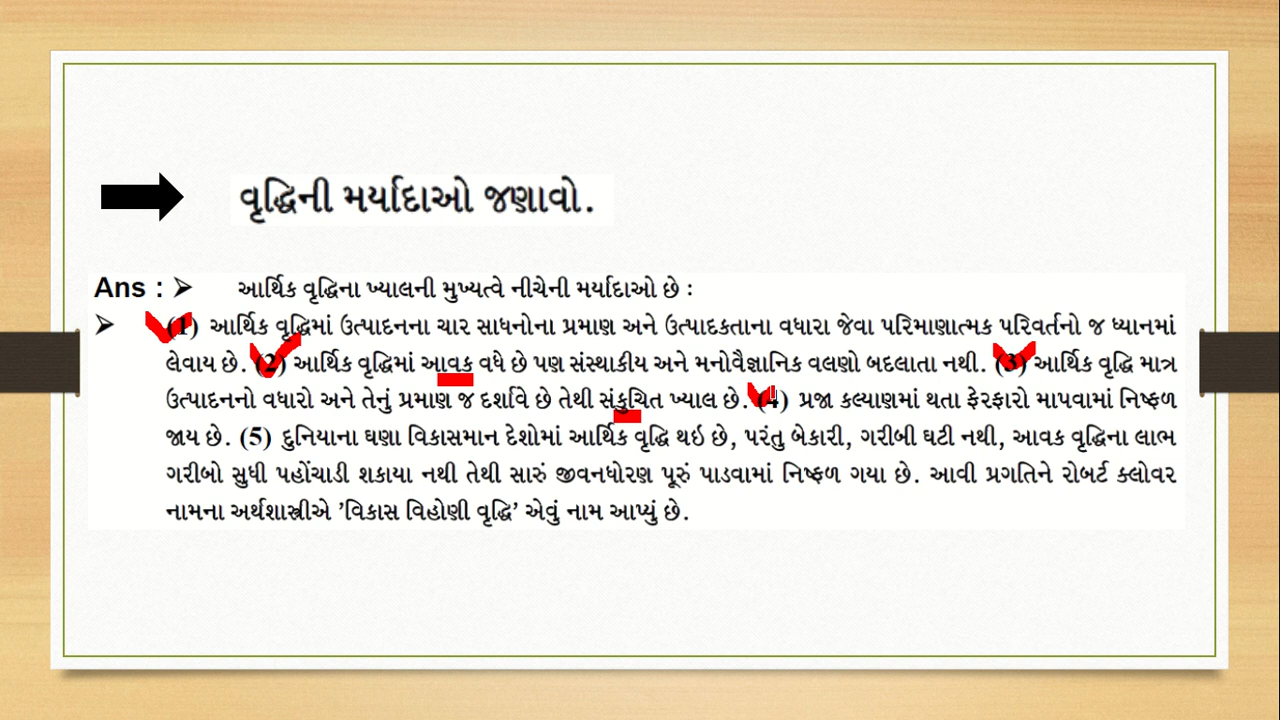 વૃદ્ધિની મર્યાદાઓ જણાવો.
Ans : ➢ આર્થિક વૃદ્ધિના ખ્યાલની મુખ્યત્વે નીચેની મર્યાદાઓ છે :
➢ (1) આર્થિક વૃદ્ધિમાં ઉત્પાદનના ચાર સાધનોના પ્રમાણ અને ઉત્પાદકતાના વધારા જેવા પરિમાણાત્મક પરિવર્તનો જ ધ્યાનમાં
લેવાય છે. (2) આર્થિક વૃદ્ધિમાં આવક વધે છે પણ સંસ્થાકીય અને મનોવૈજ્ઞાનિક વલણો બદલાતા નથી. (3) આર્થિક વૃદ્ધિ માત્ર
ઉત્પાદનનો વધારો અને તેનું પ્રમાણ જ દર્શાવે છે તેથી સંકુચિત ખ્યાલ છે. (4) પ્રજા કલ્યાણમાં થતા ફેરફારો માપવામાં નિષ્ફળ
જાય છે. (5) દુનિયાના ઘણા વિકાસમાન દેશોમાં આર્થિક વૃદ્ધિ થઇ છે, પરંતુ બેકારી, ગરીબી ઘટી નથી, આવક વૃદ્ધિના લાભ
ગરીબો સુધી પહોંચાડી શકાયા નથી તેથી સારું જીવનધોરણ પૂરું પાડવામાં નિષ્ફળ ગયા છે. આવી પ્રગતિને રોબર્ટ ક્લોવર
નામના અર્થશાસ્ત્રીએ ’વિકાસ વિહોણી વૃદ્ધિ’ એવું નામ આપ્યું છે.